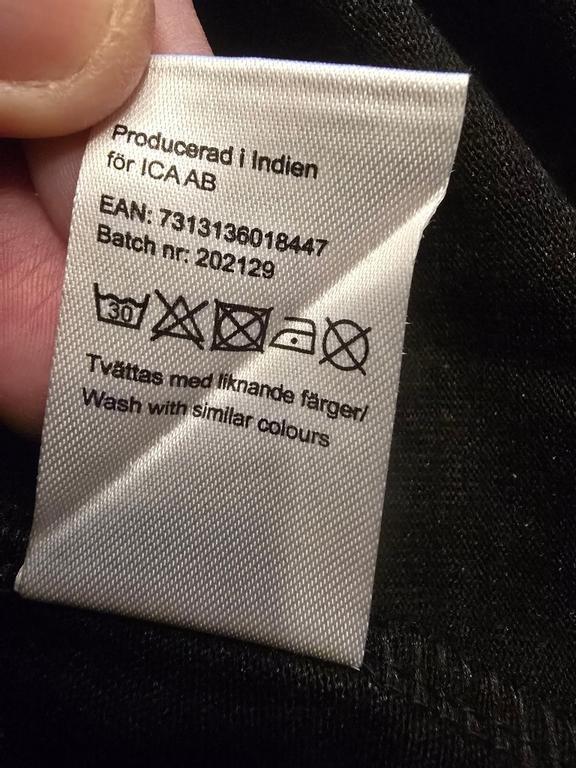 Producerad i Indien
för ICA AB
EAN: 7313136018447
Batch nr: 202129
30
Tvättas med liknande färger/
Wash with similar colours